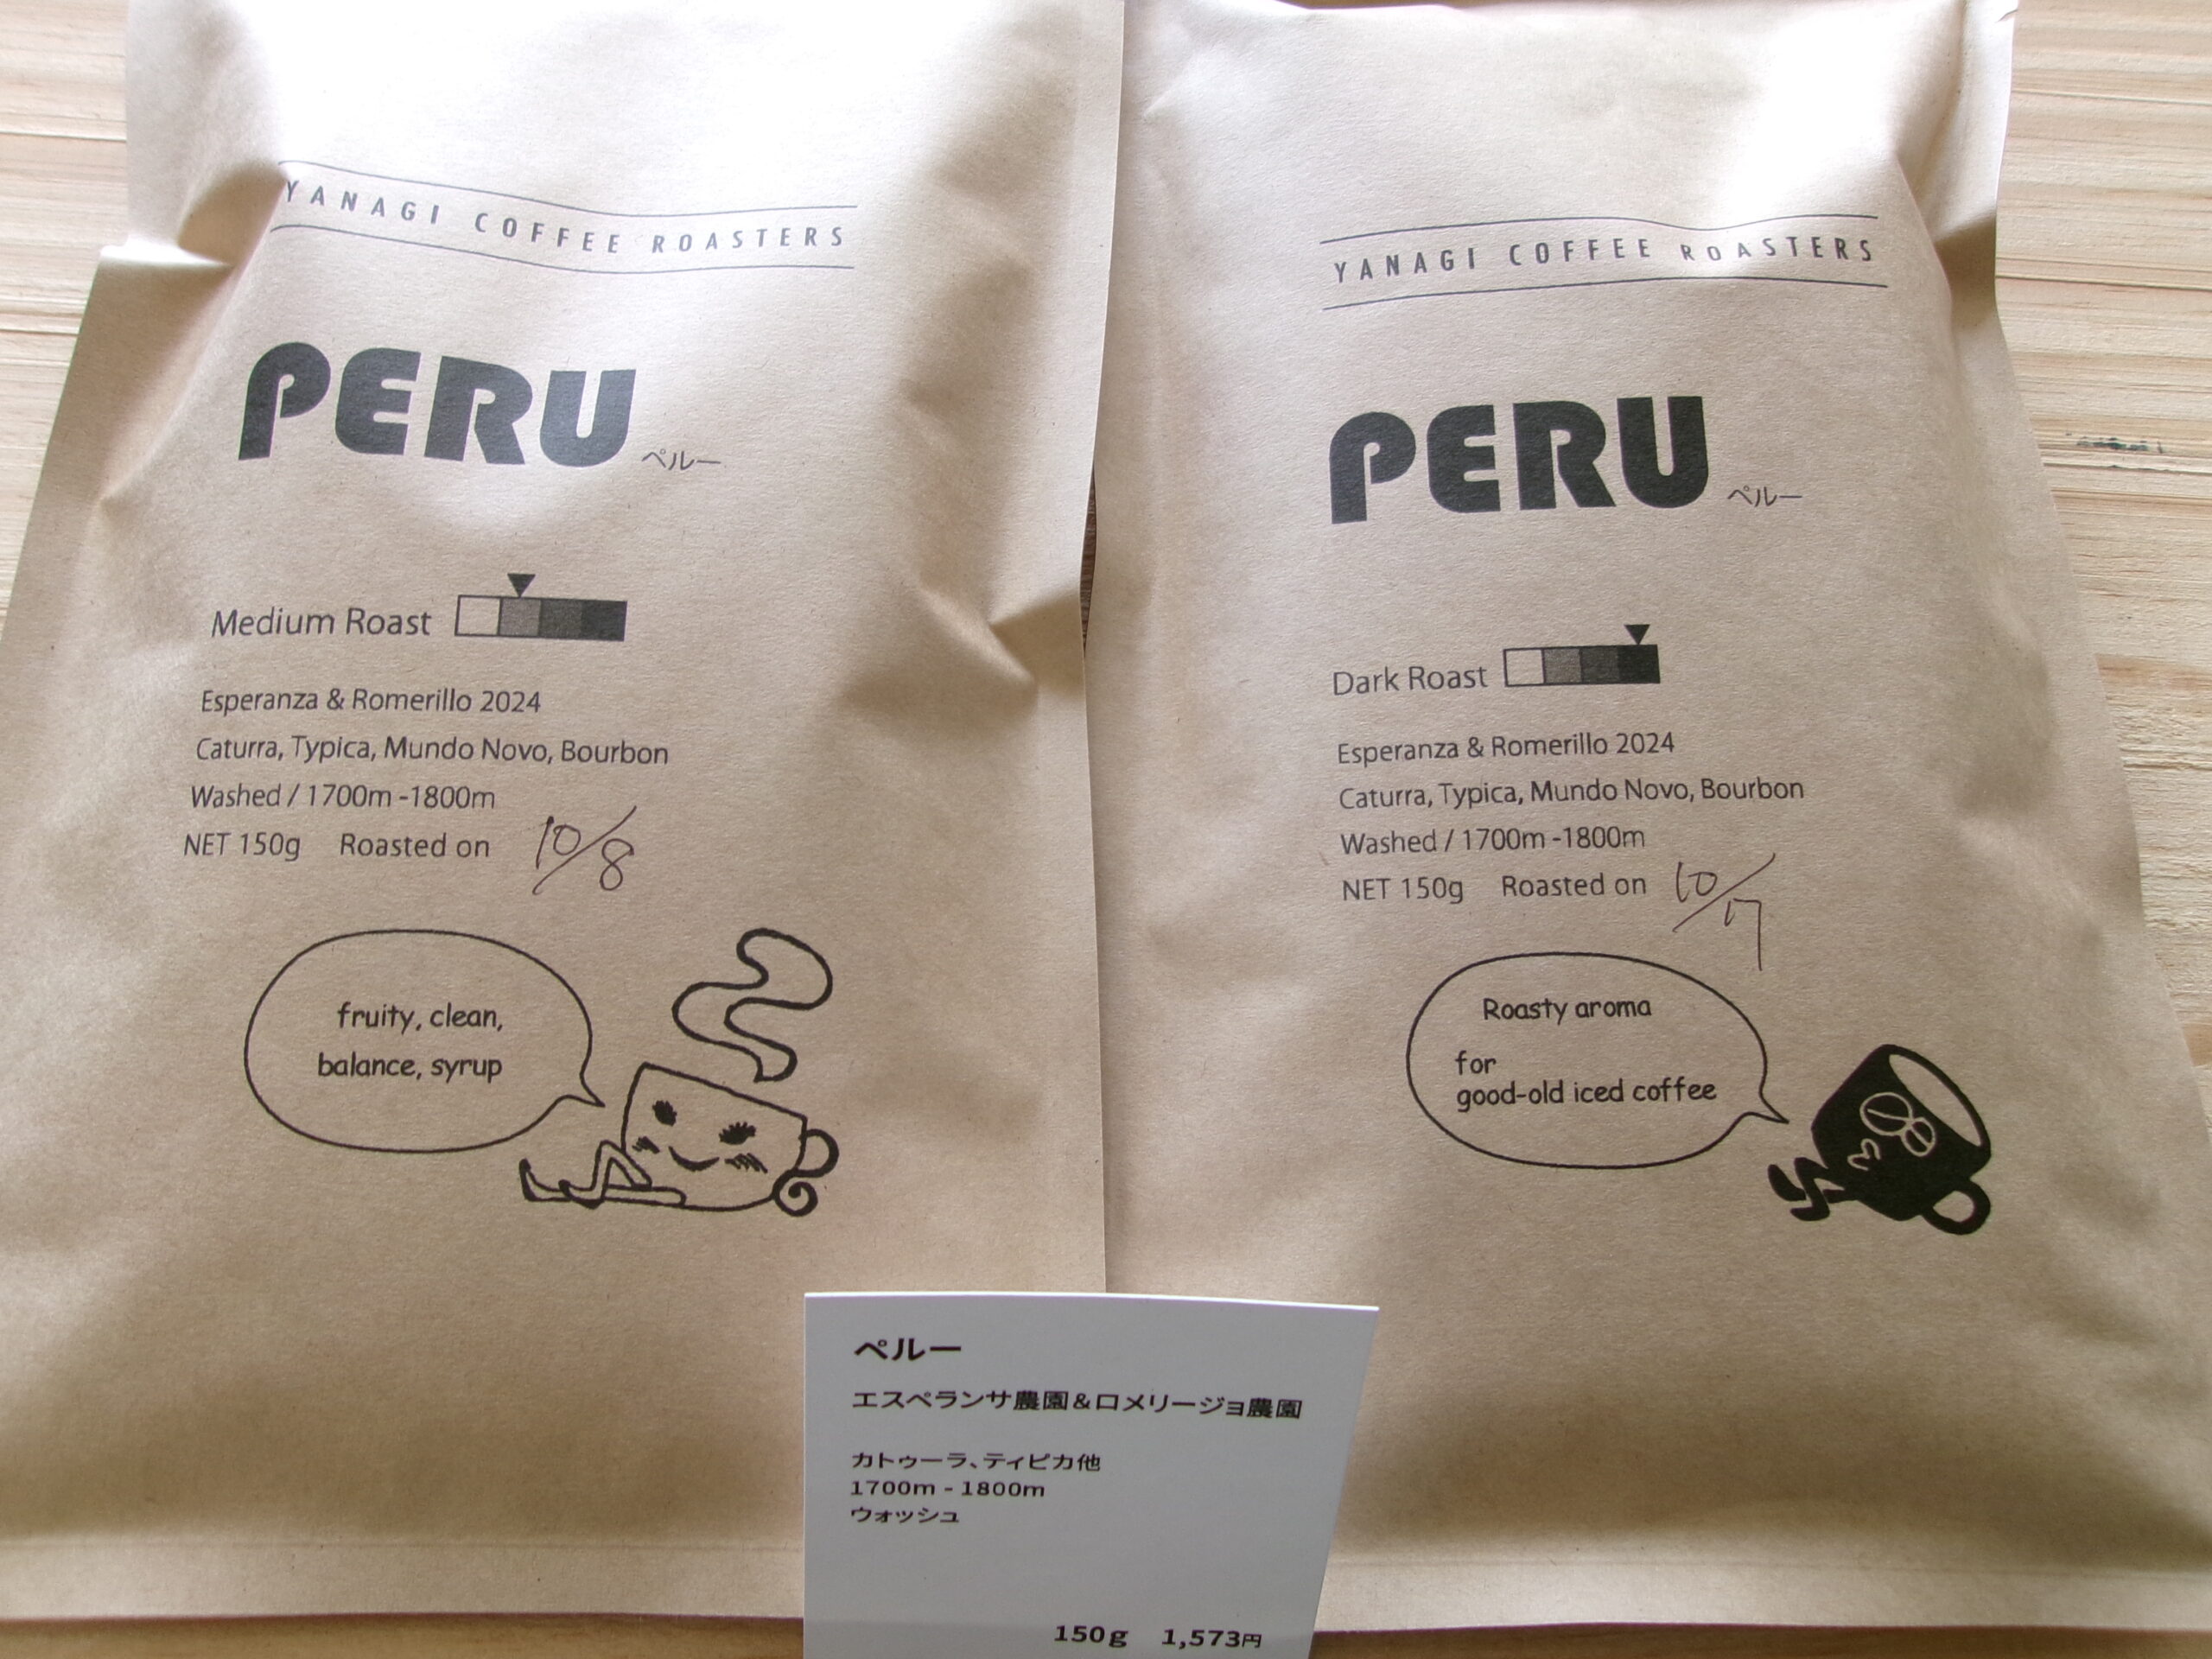 YANAGI COFFEE ROASTERS
PERU ペルー
Medium Roast
Esperanza & Romerillo 2024
Caturra, Typica, Mundo Novo, Bourbon
Washed / 1700m -1800m
NET 150g Roasted on 10/8
fruity, clean,
balance, syrup
YANAGI COFFEE ROASTERS
PERU ペルー
Dark Roast
Esperanza & Romerillo 2024
Caturra, Typica, Mundo Novo, Bourbon
Washed / 1700m -1800m
NET 150g Roasted on 10/7
Roasty aroma
for
good-old iced coffee
ペルー
エスペランサ農園&ロメリージョ農園
カトゥーラ、ティピカ他
1700m - 1800m
ウォッシュ
150g 1,573円